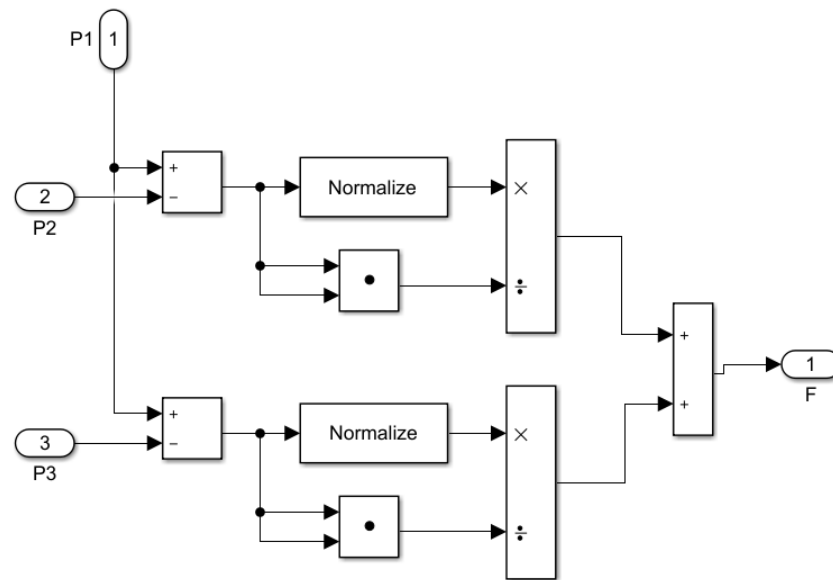 P1 1
+
−
2
P2
Normalize
×
÷
+
+
1
F
+
−
3
P3
Normalize
×
÷